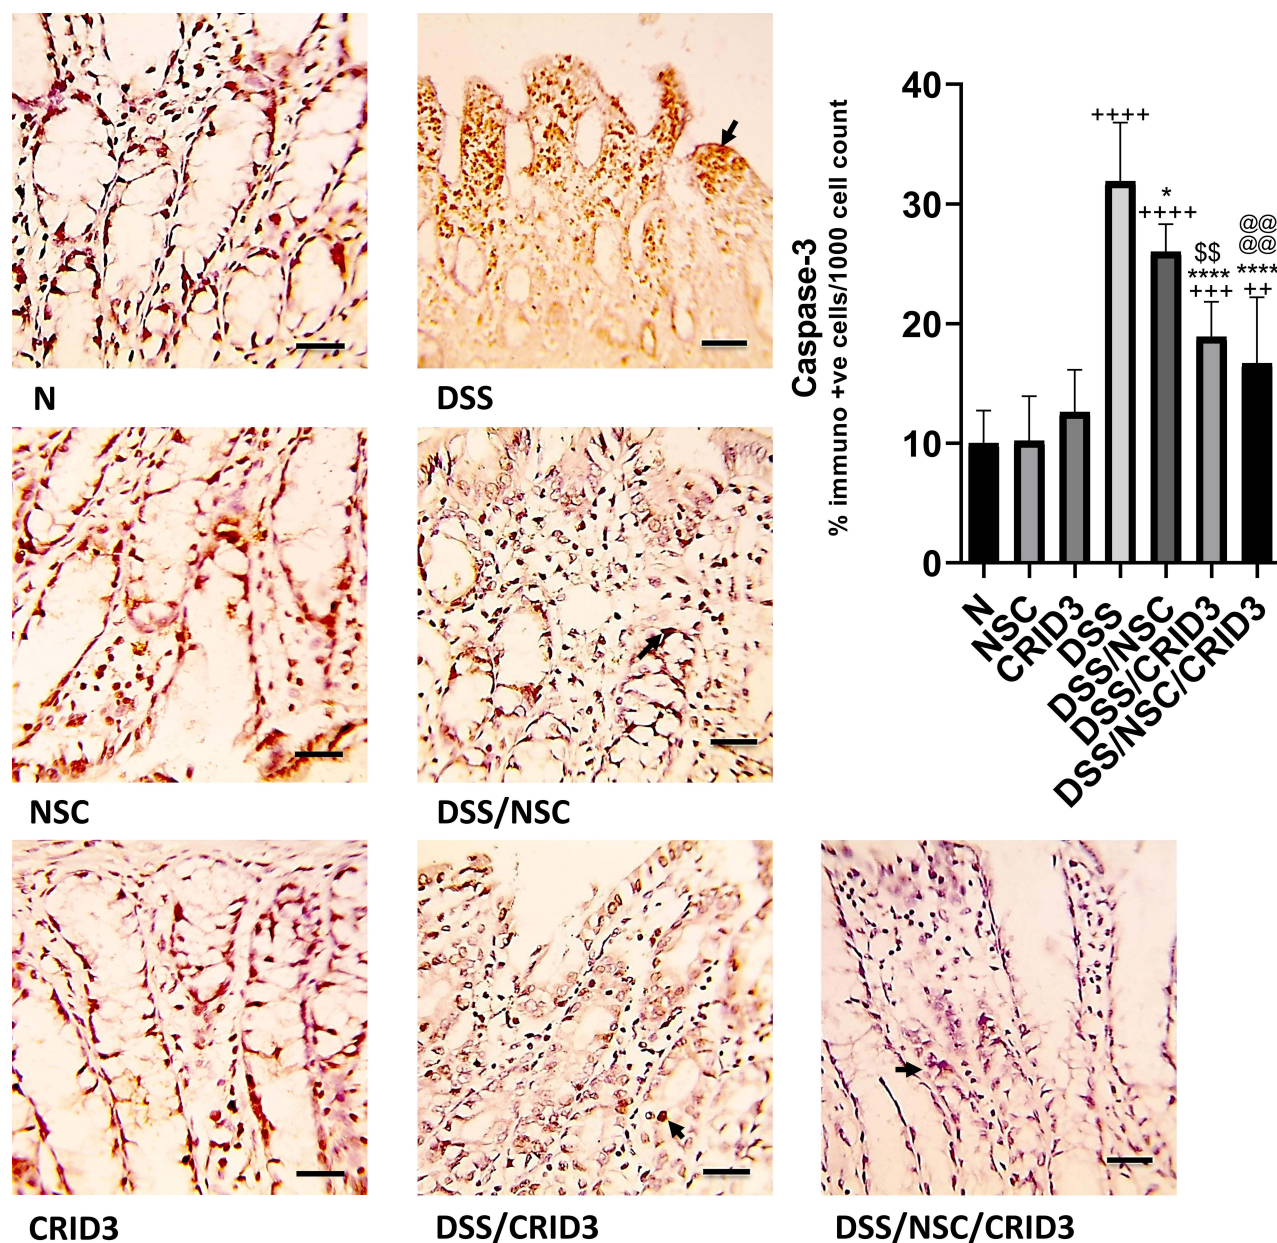 N
DSS
NSC
DSS/NSC
CRID3
DSS/CRID3
DSS/NSC/CRID3
Caspase-3
% immuno +ve cells/1000 cell count
40
30
20
10
0
++++
*
++++
$$
****
+++
@@
@@
****
++
N
NSC
CRID3
DSS
DSS/NSC
DSS/CRID3
DSS/NSC/CRID3